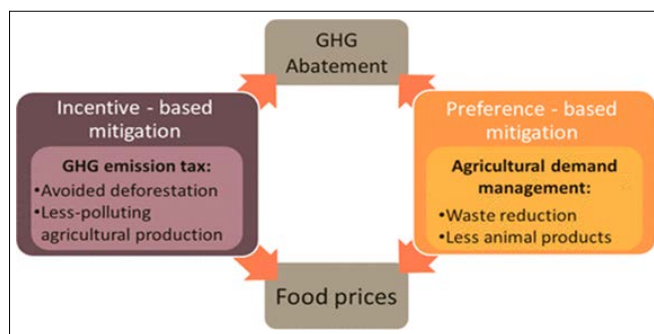 GHG
Abatement
Incentive - based
mitigation
GHG emission tax:
•Avoided deforestation
•Less-polluting
agricultural production
Preference - based
mitigation
Agricultural demand
management:
•Waste reduction
•Less animal products
Food prices